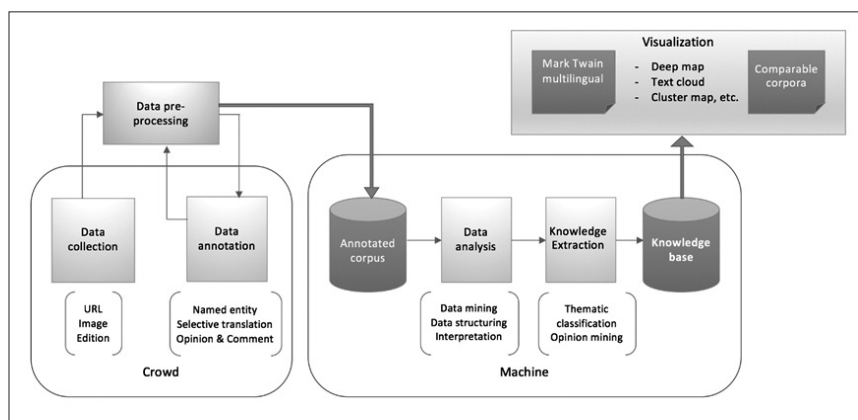 Visualization
Mark Twain
multilingual
- Deep map
- Text cloud
- Cluster map, etc.
Comparable
corpora
Data pre-
processing
Data
collection
Data
annotation
Annotated
corpus
Data
analysis
Knowledge
Extraction
Knowledge
base
URL
Image
Edition
Named entity
Selective translation
Opinion & Comment
Data mining
Data structuring
Interpretation
Thematic
classification
Opinion mining
Crowd
Machine